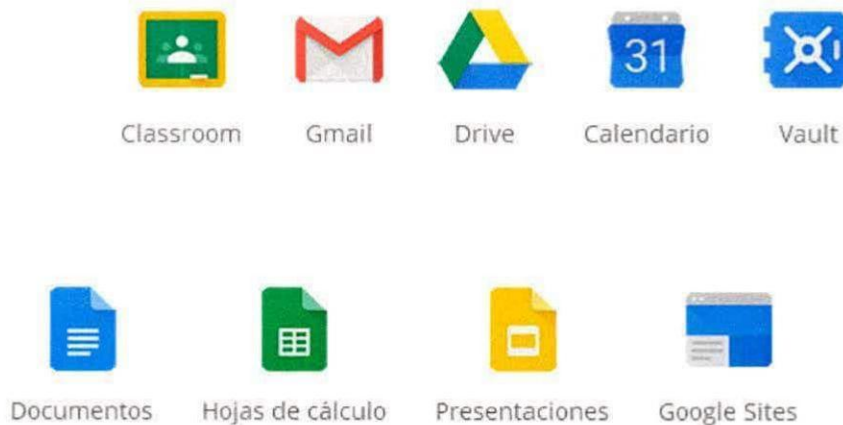 31
Classroom Gmail Drive Calendario Vault
Documentos Hojas de cálculo Presentaciones Google Sites